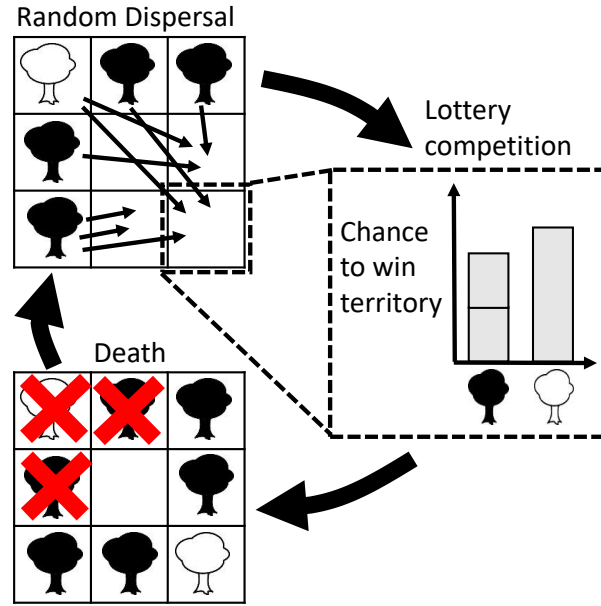 Random Dispersal
Lottery
competition
Chance
to win
territory
Death